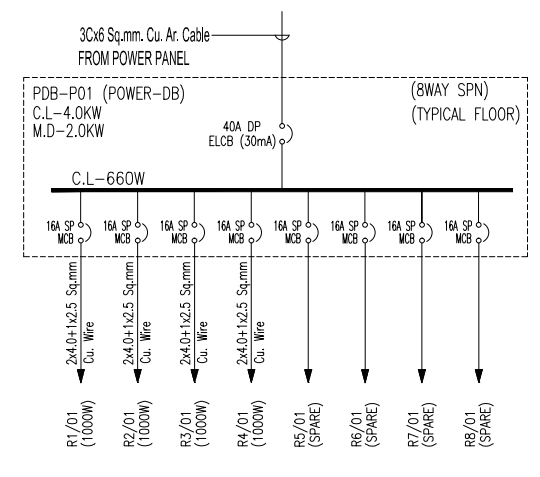 3Cx6 Sq.mm. Cu. Ar. Cable
FROM POWER PANEL
PDB-P01 (POWER-DB)
C.L-4.0KW
M.D-2.0KW
(8WAY SPN)
(TYPICAL FLOOR)
40A DP
ELCB (30mA)
C.L-660W
16A SP
MCB
16A SP
MCB
16A SP
MCB
16A SP
MCB
16A SP
MCB
16A SP
MCB
16A SP
MCB
16A SP
MCB
2x4.0+1x2.5 Sq.mm
Cu. Wire
2x4.0+1x2.5 Sq.mm
Cu. Wire
2x4.0+1x2.5 Sq.mm
Cu. Wire
2x4.0+1x2.5 Sq.mm
Cu. Wire
R1/01
(1000W)
R2/01
(1000W)
R3/01
(1000W)
R4/01
(1000W)
R5/01
(SPARE)
R6/01
(SPARE)
R7/01
(SPARE)
R8/01
(SPARE)